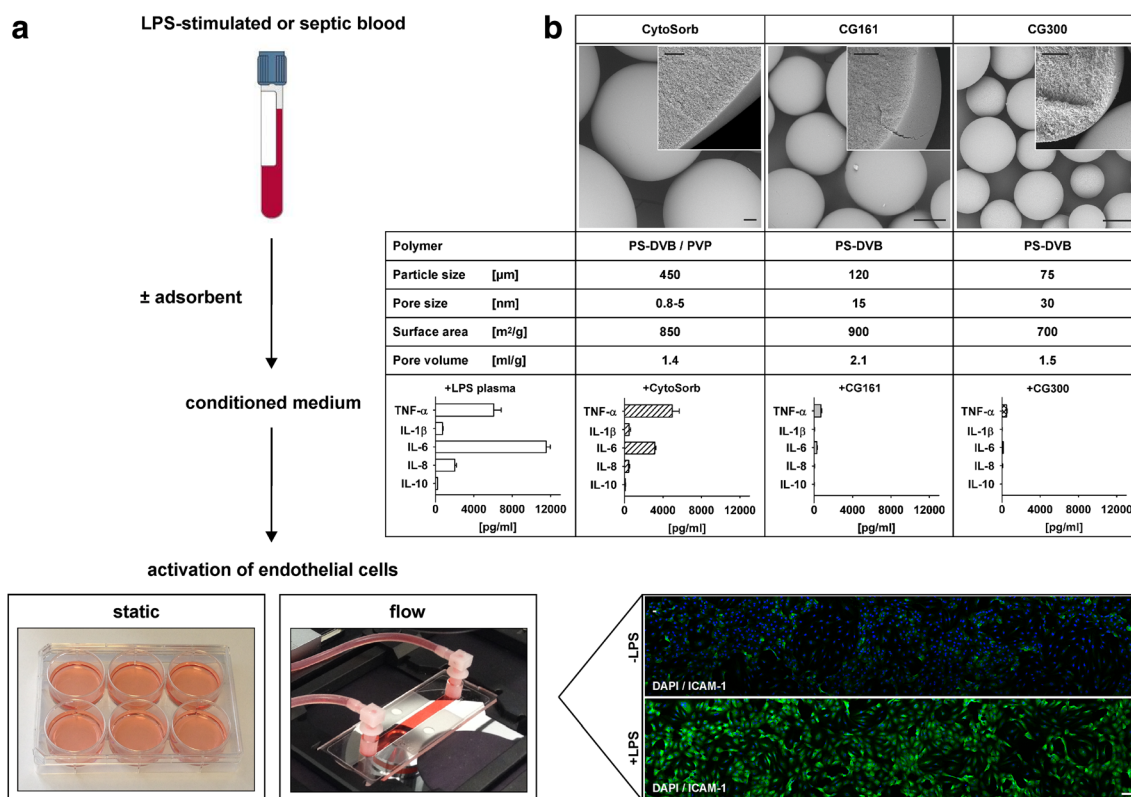 a
LPS-stimulated or septic blood
± adsorbent
conditioned medium
activation of endothelial cells
static
flow
b
CytoSorb CG161 CG300
Polymer PS-DVB / PVP PS-DVB PS-DVB
Particle size [µm] 450 120 75
Pore size [nm] 0.8-5 15 30
Surface area [m²/g] 850 900 700
Pore volume [ml/g] 1.4 2.1 1.5
+LPS plasma
TNF-α
IL-1β
IL-6
IL-8
IL-10
0 4000 8000 12000
[pg/ml]
+CytoSorb
TNF-α
IL-1β
IL-6
IL-8
IL-10
0 4000 8000 12000
[pg/ml]
+CG161
TNF-α
IL-1β
IL-6
IL-8
IL-10
0 4000 8000 12000
[pg/ml]
+CG300
TNF-α
IL-1β
IL-6
IL-8
IL-10
0 4000 8000 12000
[pg/ml]
-LPS
DAPI / ICAM-1
+LPS
DAPI / ICAM-1